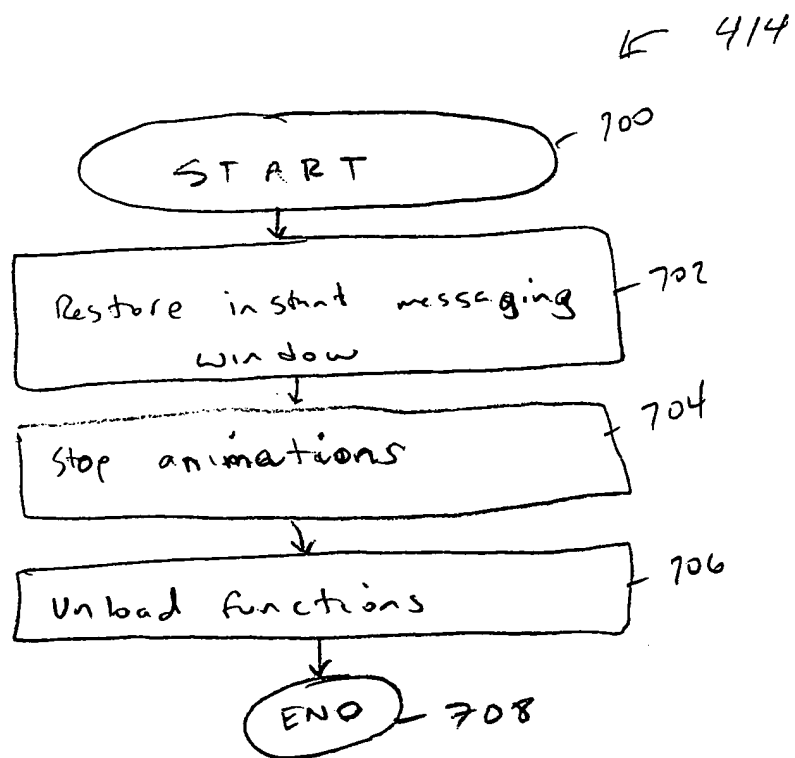 414
START
700
Restore instant messaging
window
702
Stop animations
704
Unload functions
706
END
708